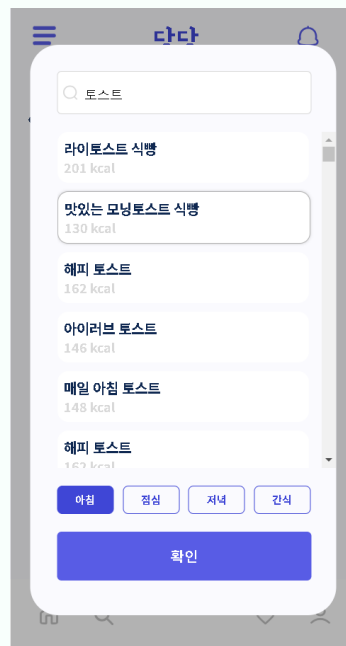 당당
토스트
라이토스트 식빵
201 kcal
맛있는 모닝토스트 식빵
130 kcal
해피 토스트
162 kcal
아이러브 토스트
146 kcal
매일 아침 토스트
148 kcal
해피 토스트
162 kcal
아침
점심
저녁
간식
확인